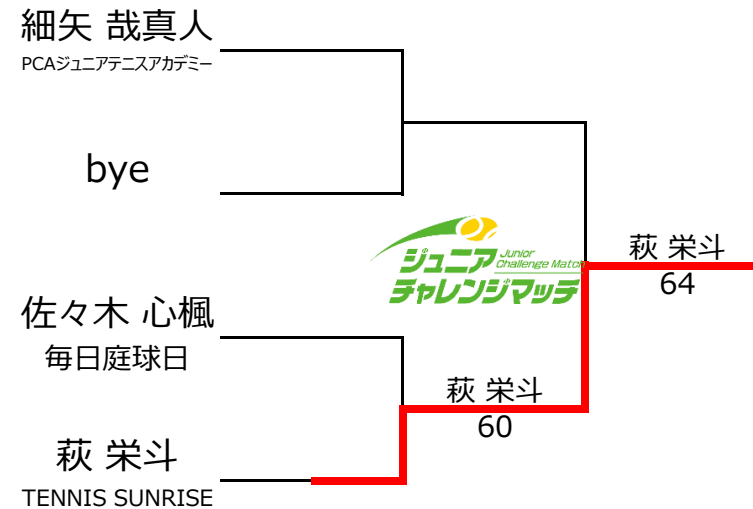 細矢 哉真人
PCAジュニアテニスアカデミー
bye
ジュニア Junior Challenge Match
チャレンジマッチ
萩 栄斗
64
佐々木 心楓
毎日庭球日
萩 栄斗
60
萩 栄斗
TENNIS SUNRISE